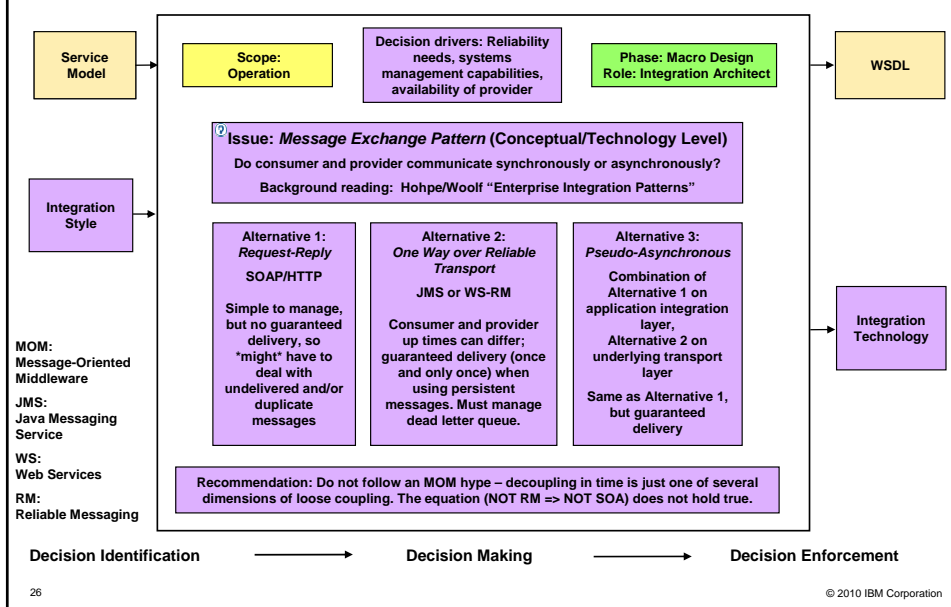 Service
Model
Scope:
Operation
Decision drivers: Reliability
needs, systems
management capabilities,
availability of provider
Phase: Macro Design
Role: Integration Architect
WSDL
Issue: Message Exchange Pattern (Conceptual/Technology Level)
Do consumer and provider communicate synchronously or asynchronously?
Background reading: Hohpe/Woolf “Enterprise Integration Patterns”
Integration
Style
Alternative 1:
Request-Reply
SOAP/HTTP
Simple to manage,
but no guaranteed
delivery, so
*might* have to
deal with
undelivered and/or
duplicate
messages
Alternative 2:
One Way over Reliable
Transport
JMS or WS-RM
Consumer and provider
up times can differ;
guaranteed delivery (once
and only once) when
using persistent
messages. Must manage
dead letter queue.
Alternative 3:
Pseudo-Asynchronous
Combination of
Alternative 1 on
application integration
layer,
Alternative 2 on
underlying transport
layer
Same as Alternative 1,
but guaranteed
delivery
Integration
Technology
MOM:
Message-Oriented
Middleware
JMS:
Java Messaging
Service
WS:
Web Services
RM:
Reliable Messaging
Recommendation: Do not follow an MOM hype – decoupling in time is just one of several
dimensions of loose coupling. The equation (NOT RM => NOT SOA) does not hold true.
Decision Identification
Decision Making
Decision Enforcement
26
© 2010 IBM Corporation